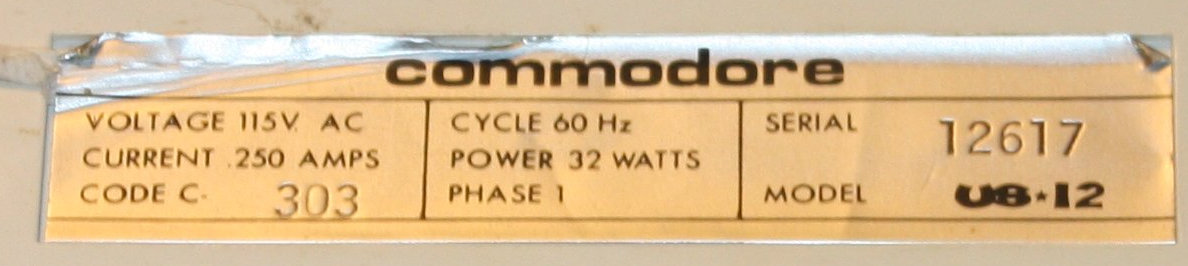 commodore
VOLTAGE 115V. AC
CURRENT .250 AMPS
CODE C- 303
CYCLE 60 Hz
POWER 32 WATTS
PHASE 1
SERIAL 12617
MODEL US*12